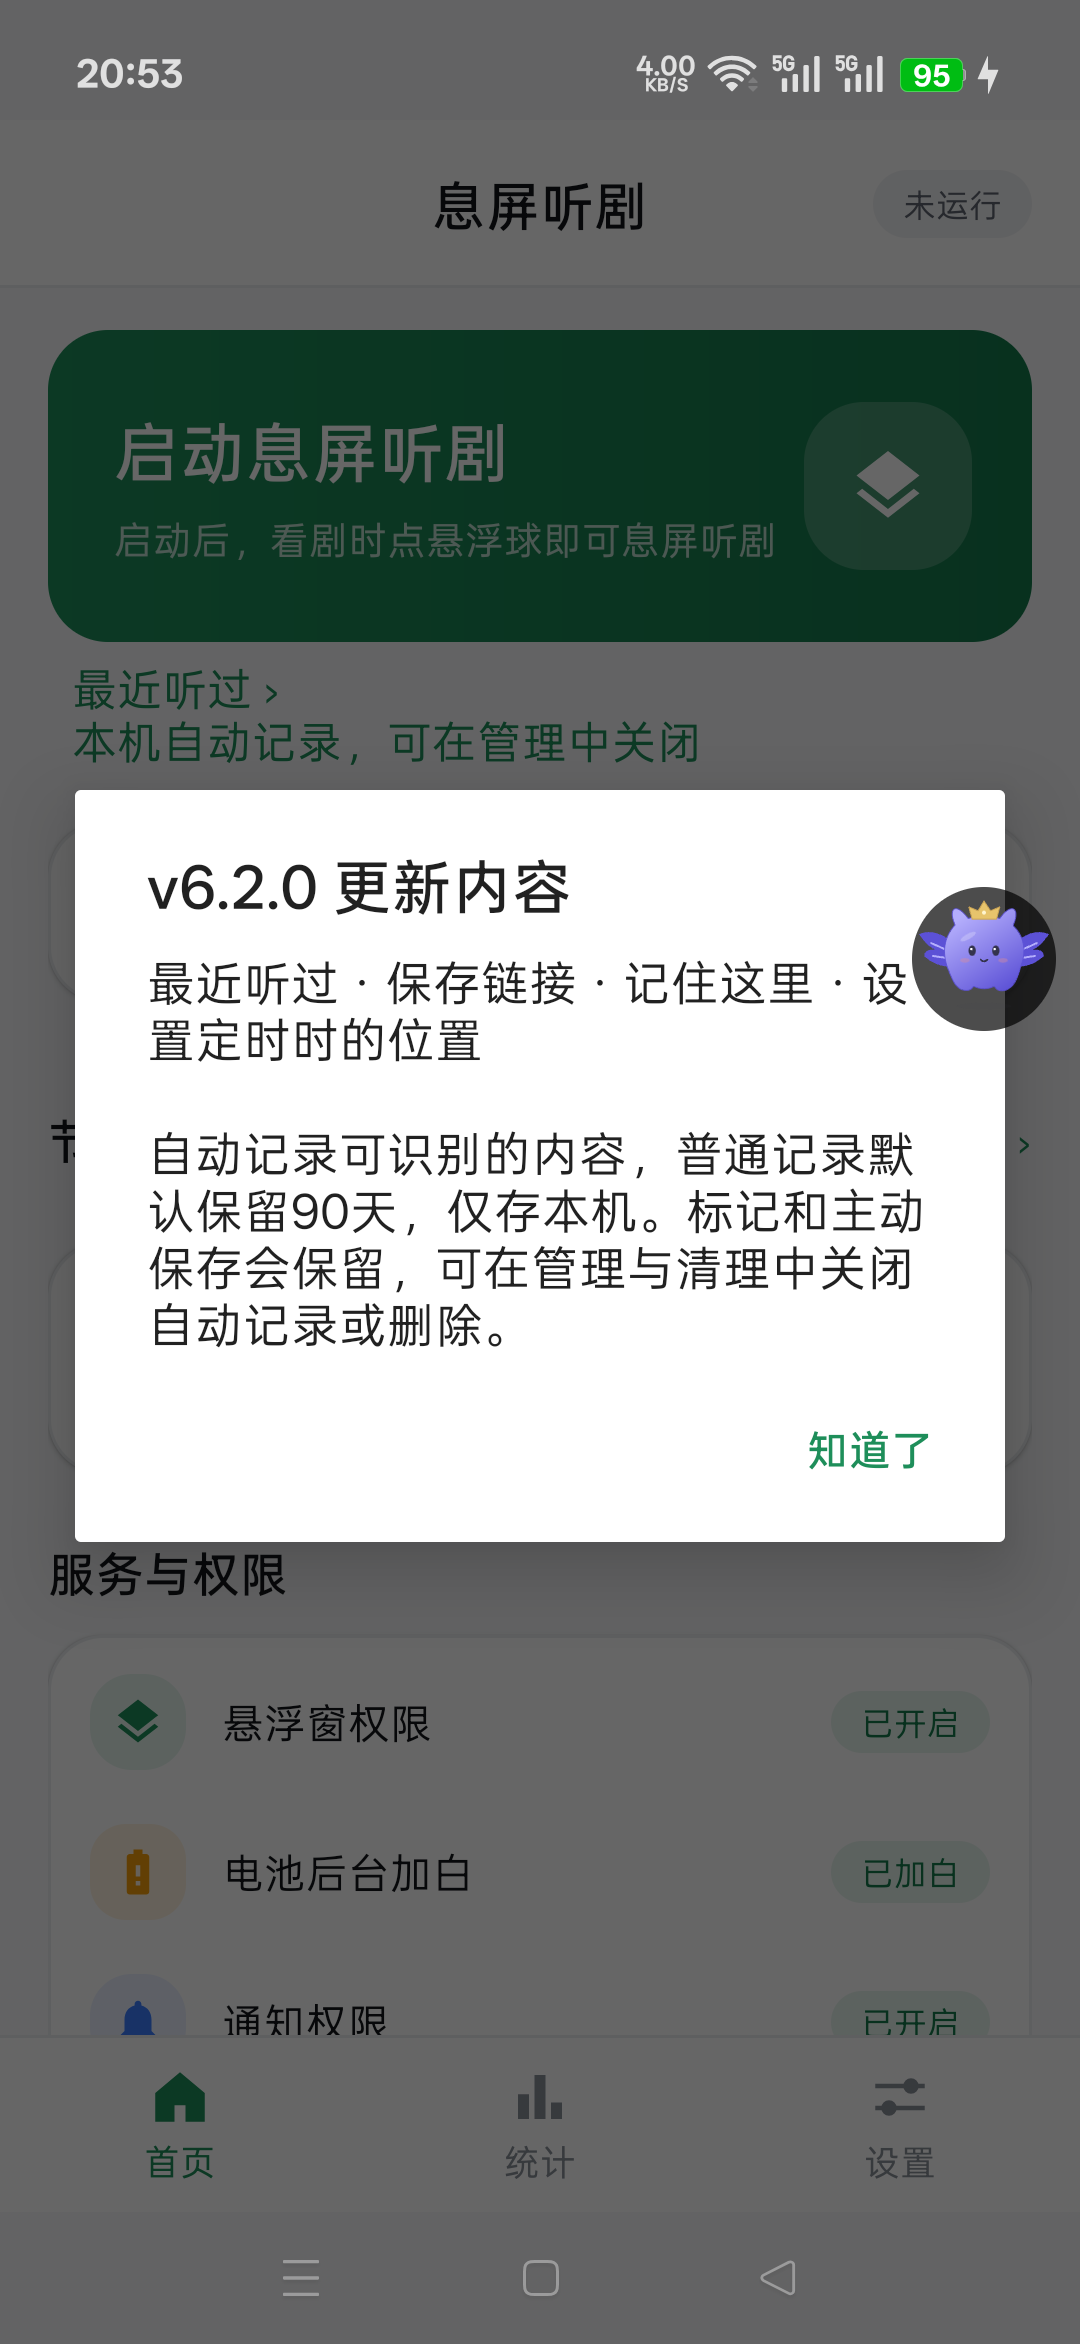 20:53
4.00
KB/S
5G
5G
95
息屏听剧
未运行
启动息屏听剧
启动后，看剧时点悬浮球即可息屏听剧
最近听过 ›
本机自动记录，可在管理中关闭
v6.2.0 更新内容
最近听过 · 保存链接 · 记住这里 · 设
置定时时的位置
自动记录可识别的内容，普通记录默
认保留90天，仅存本机。标记和主动
保存会保留，可在管理与清理中关闭
自动记录或删除。
知道了
›
服务与权限
悬浮窗权限
已开启
电池后台加白
已加白
通知权限
已开启
首页
统计
设置